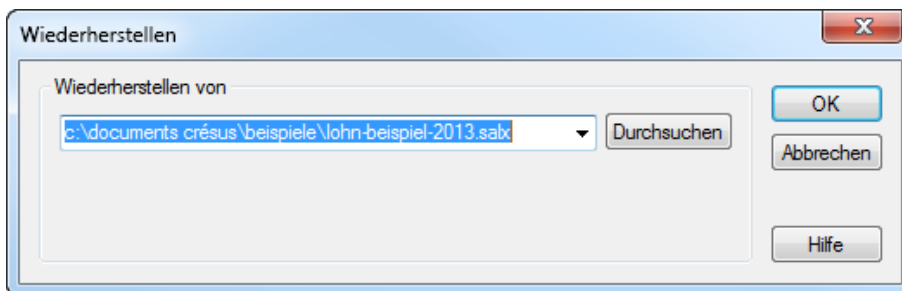 Wiederherstellen
Wiederherstellen von
c:\documents crésus\beispiele\lohn-beispiel-2013.salx
Durchsuchen
OK
Abbrechen
Hilfe